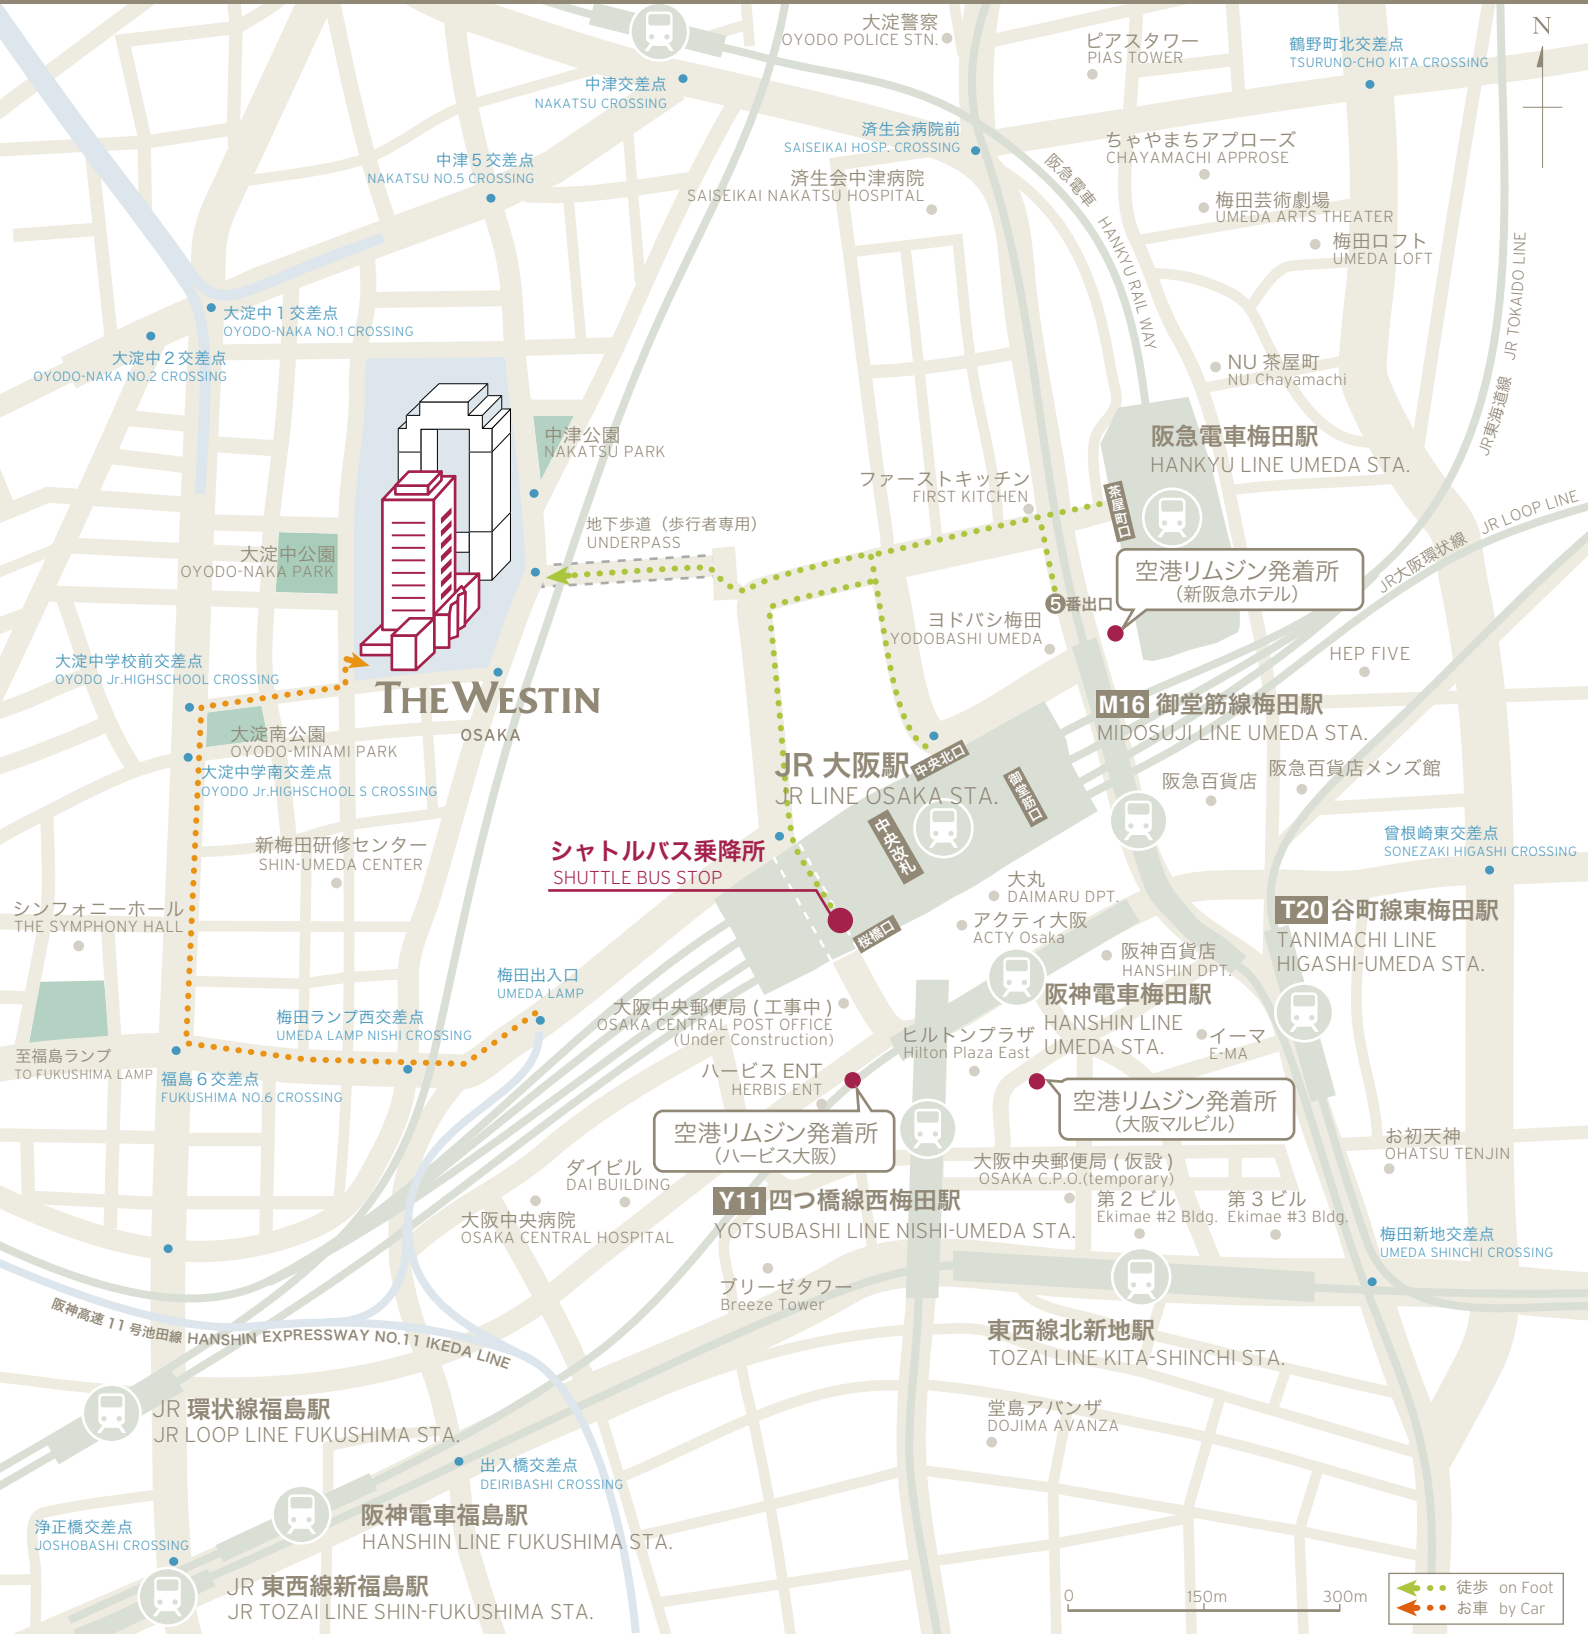 大淀警察
OYODO POLICE STN.
ピアスタワー
PIAS TOWER
鶴野町北交差点
TSURUNO-CHO KITA CROSSING
N
中津交差点
NAKATSU CROSSING
済生会病院前
SAISEIKAI HOSP. CROSSING
ちゃやまちアプローズ
CHAYAMACHI APPROSE
中津5交差点
NAKATSU NO.5 CROSSING
済生会中津病院
SAISEIKAI NAKATSU HOSPITAL
阪急電車 HANKYU RAIL WAY
梅田芸術劇場
UMEDA ARTS THEATER
梅田ロフト
UMEDA LOFT
JR東海道線 JR TOKAIDO LINE
大淀中1交差点
OYODO-NAKA NO.1 CROSSING
大淀中2交差点
OYODO-NAKA NO.2 CROSSING
NU 茶屋町
NU Chayamachi
中津公園
NAKATSU PARK
阪急電車梅田駅
HANKYU LINE UMEDA STA.
ファーストキッチン
FIRST KITCHEN
茶屋町口
地下歩道（歩行者専用）
UNDERPASS
JR大阪環状線 JR LOOP LINE
大淀中公園
OYODO-NAKA PARK
空港リムジン発着所
（新阪急ホテル）
5番出口
ヨドバシ梅田
YODOBASHI UMEDA
大淀中学校前交差点
OYODO Jr.HIGHSCHOOL CROSSING
HEP FIVE
THE WESTIN
OSAKA
M16 御堂筋線梅田駅
MIDOSUJI LINE UMEDA STA.
大淀南公園
OYODO-MINAMI PARK
大淀中学南交差点
OYODO Jr.HIGHSCHOOL S CROSSING
JR 大阪駅
JR LINE OSAKA STA.
中央北口
御堂筋口
中央改札
阪急百貨店
阪急百貨店メンズ館
新梅田研修センター
SHIN-UMEDA CENTER
シャトルバス乗降所
SHUTTLE BUS STOP
曾根崎東交差点
SONEZAKI HIGASHI CROSSING
大丸
DAIMARU DPT.
シンフォニーホール
THE SYMPHONY HALL
アクティ大阪
ACTY Osaka
桜橋口
T20 谷町線東梅田駅
TANIMACHI LINE
HIGASHI-UMEDA STA.
阪神百貨店
HANSHIN DPT.
梅田出入口
UMEDA LAMP
大阪中央郵便局 ( 工事中 )
OSAKA CENTRAL POST OFFICE
(Under Construction)
阪神電車梅田駅
HANSHIN LINE
UMEDA STA.
梅田ランプ西交差点
UMEDA LAMP NISHI CROSSING
ヒルトンプラザ
Hilton Plaza East
イーマ
E-MA
至福島ランプ
TO FUKUSHIMA LAMP
福島6交差点
FUKUSHIMA NO.6 CROSSING
ハービス ENT
HERBIS ENT
空港リムジン発着所
（大阪マルビル）
空港リムジン発着所
（ハービス大阪）
お初天神
OHATSU TENJIN
ダイビル
DAI BUILDING
大阪中央郵便局 ( 仮設 )
OSAKA C.P.O.(temporary)
大阪中央病院
OSAKA CENTRAL HOSPITAL
Y11 四つ橋線西梅田駅
YOTSUBASHI LINE NISHI-UMEDA STA.
第2ビル
Ekimae #2 Bldg.
第3ビル
Ekimae #3 Bldg.
梅田新地交差点
UMEDA SHINCHI CROSSING
ブリーゼタワー
Breeze Tower
阪神高速 11 号池田線 HANSHIN EXPRESSWAY NO.11 IKEDA LINE
東西線北新地駅
TOZAI LINE KITA-SHINCHI STA.
JR 環状線福島駅
JR LOOP LINE FUKUSHIMA STA.
堂島アバンザ
DOJIMA AVANZA
出入橋交差点
DEIRIBASHI CROSSING
阪神電車福島駅
HANSHIN LINE FUKUSHIMA STA.
浄正橋交差点
JOSHOBASHI CROSSING
JR 東西線新福島駅
JR TOZAI LINE SHIN-FUKUSHIMA STA.
0 150m 300m
徒歩 on Foot
お車 by Car